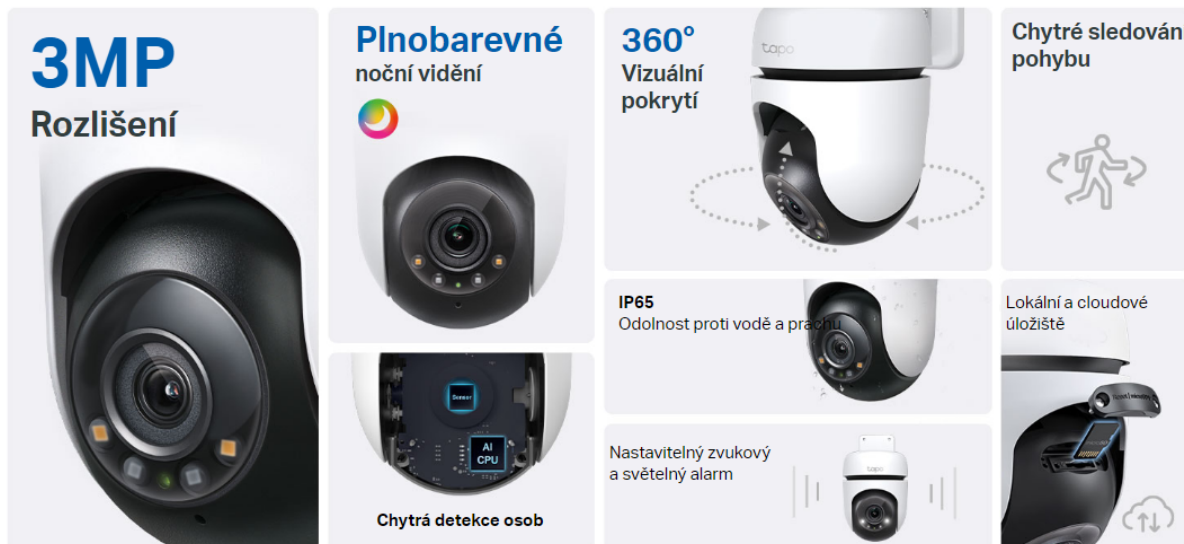 3MP
Rozlišení
Plnobarevné
noční vidění
360°
Vizuální
pokrytí
tapo
Chytré sledován
pohybu
IP65
Odolnost proti vodě a prachu
Lokální a cloudové
úložiště
Sensor
AI
CPU
Chytrá detekce osob
Nastavitelný zvukový
a světelný alarm
tapo